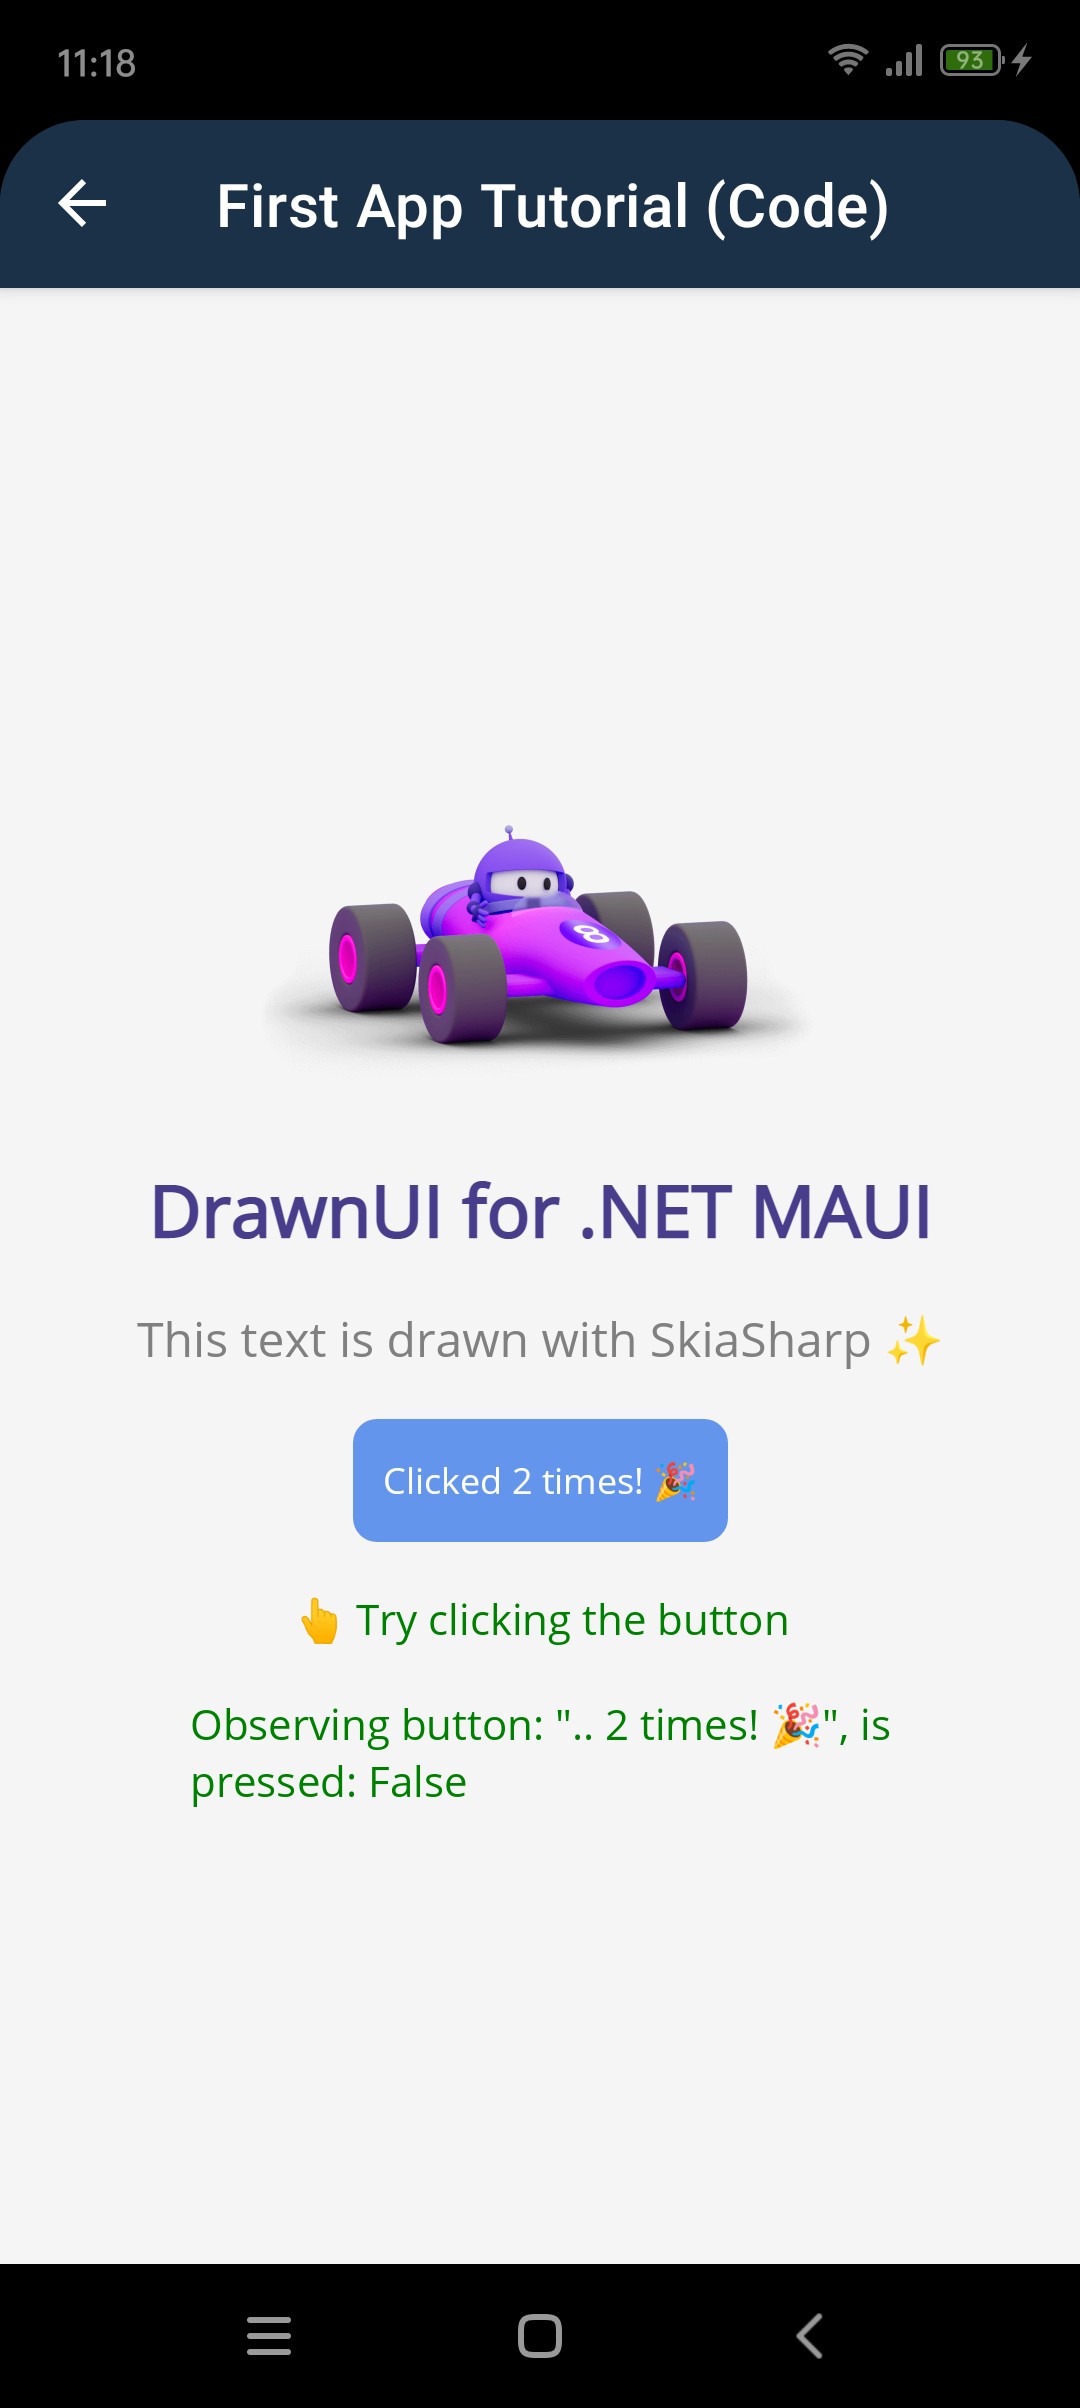 11:18
93
First App Tutorial (Code)
8
DrawnUI for .NET MAUI
This text is drawn with SkiaSharp ✨
Clicked 2 times! 🎉
👆 Try clicking the button
Observing button: ".. 2 times! 🎉", is
pressed: False